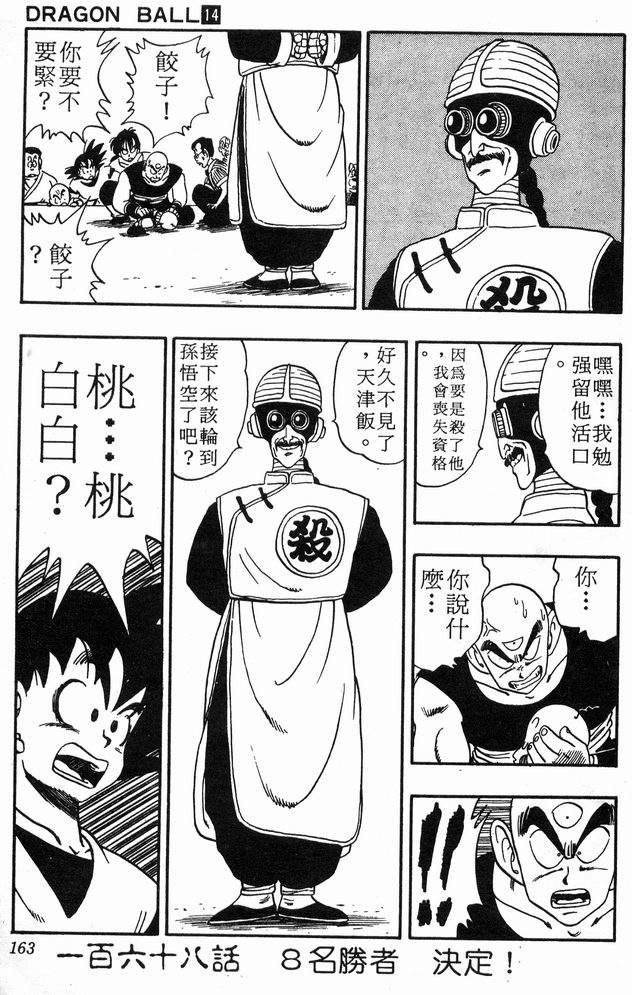 DRAGON BALL 14
殺
餃子！
你要不
要緊？
餃子
？
嘿嘿…我勉
强留他活口
。
因爲要是殺了他
，我會喪失資格
。
你…
你說什
麼…
!!
好久不見了
，天津飯。
接下來該輪到
孫悟空了吧？
殺
桃…桃
白白？
163
一百六十八話　8名勝者　決定！